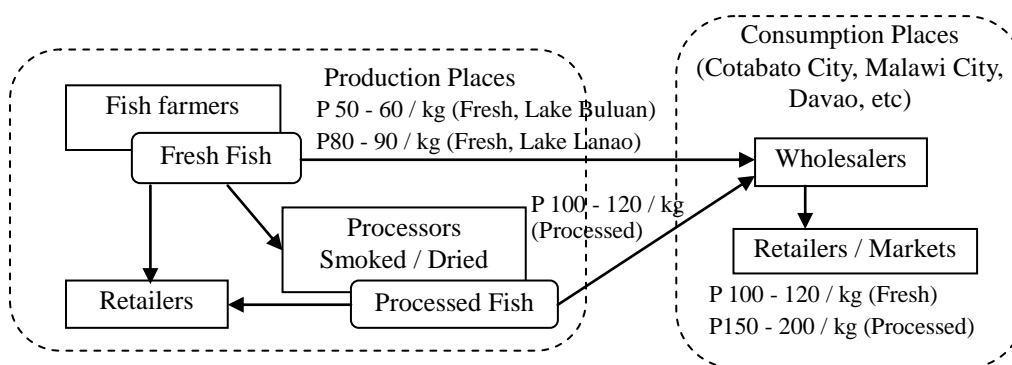 Production Places
Fish farmers
P 50 - 60 / kg (Fresh, Lake Buluan)
P80 - 90 / kg (Fresh, Lake Lanao)
Fresh Fish
P 100 - 120 / kg
(Processed)
Processors
Smoked / Dried
Retailers
Processed Fish
Consumption Places
(Cotabato City, Malawi City,
Davao, etc)
Wholesalers
Retailers / Markets
P 100 - 120 / kg (Fresh)
P150 - 200 / kg (Processed)